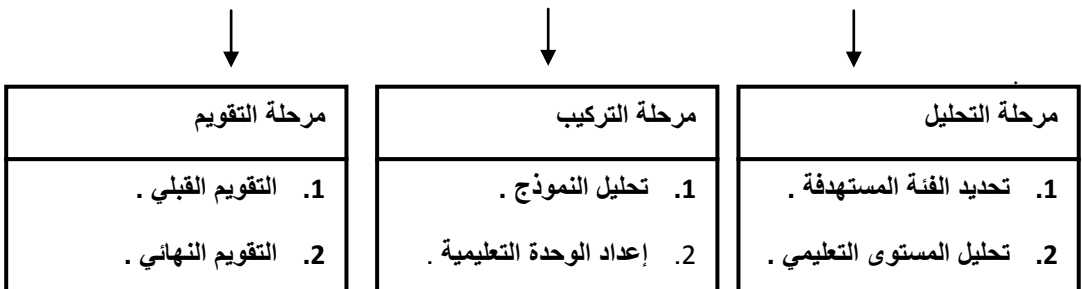 مرحلة التحليل
1. تحديد الفئة المستهدفة .
2. تحليل المستوى التعليمي .
مرحلة التركيب
1. تحليل النموذج .
2. إعداد الوحدة التعليمية .
مرحلة التقويم
1. التقويم القبلي .
2. التقويم النهائي .